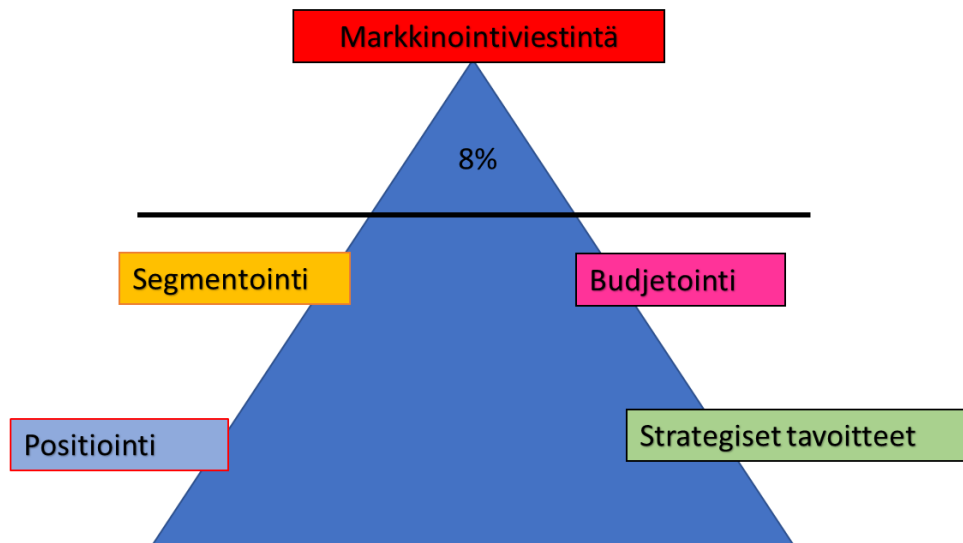 Markkinointiviestintä
8%
Segmentointi
Budjetointi
Positiointi
Strategiset tavoitteet